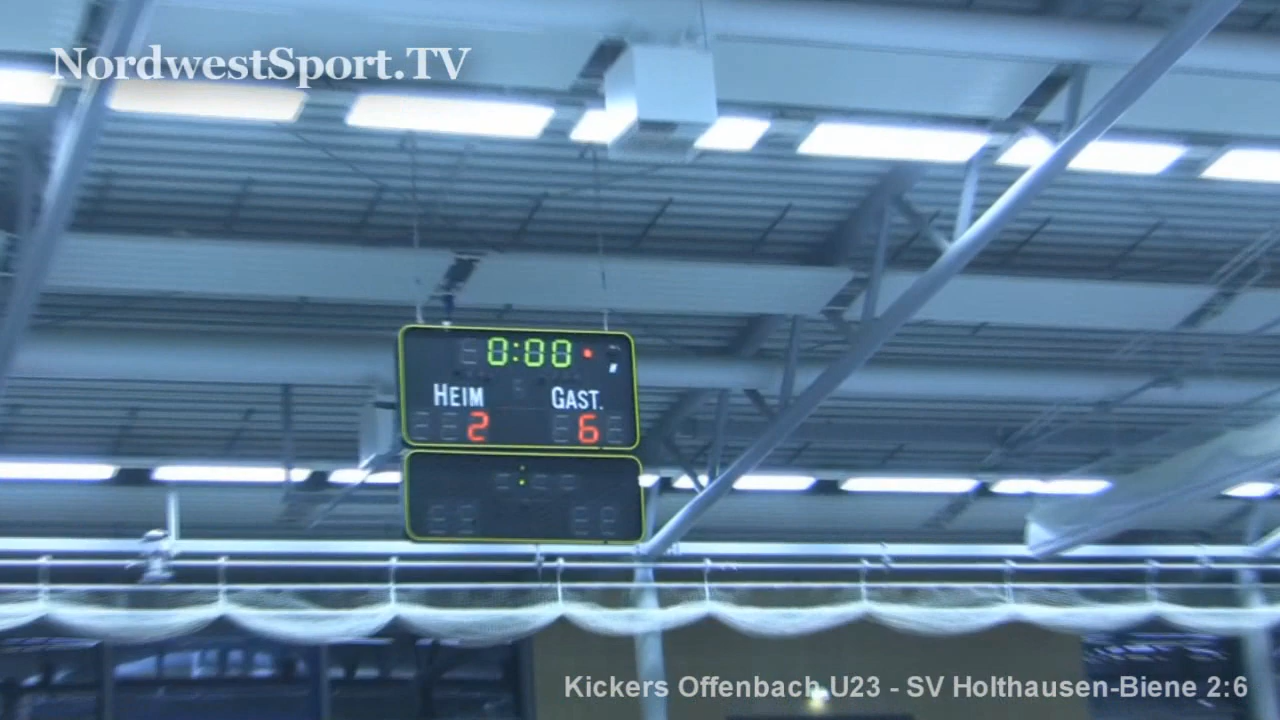 NordwestSport.TV
0:00
HEIM GAST.
2 6
Kickers Offenbach U23 - SV Holthausen-Biene 2:6